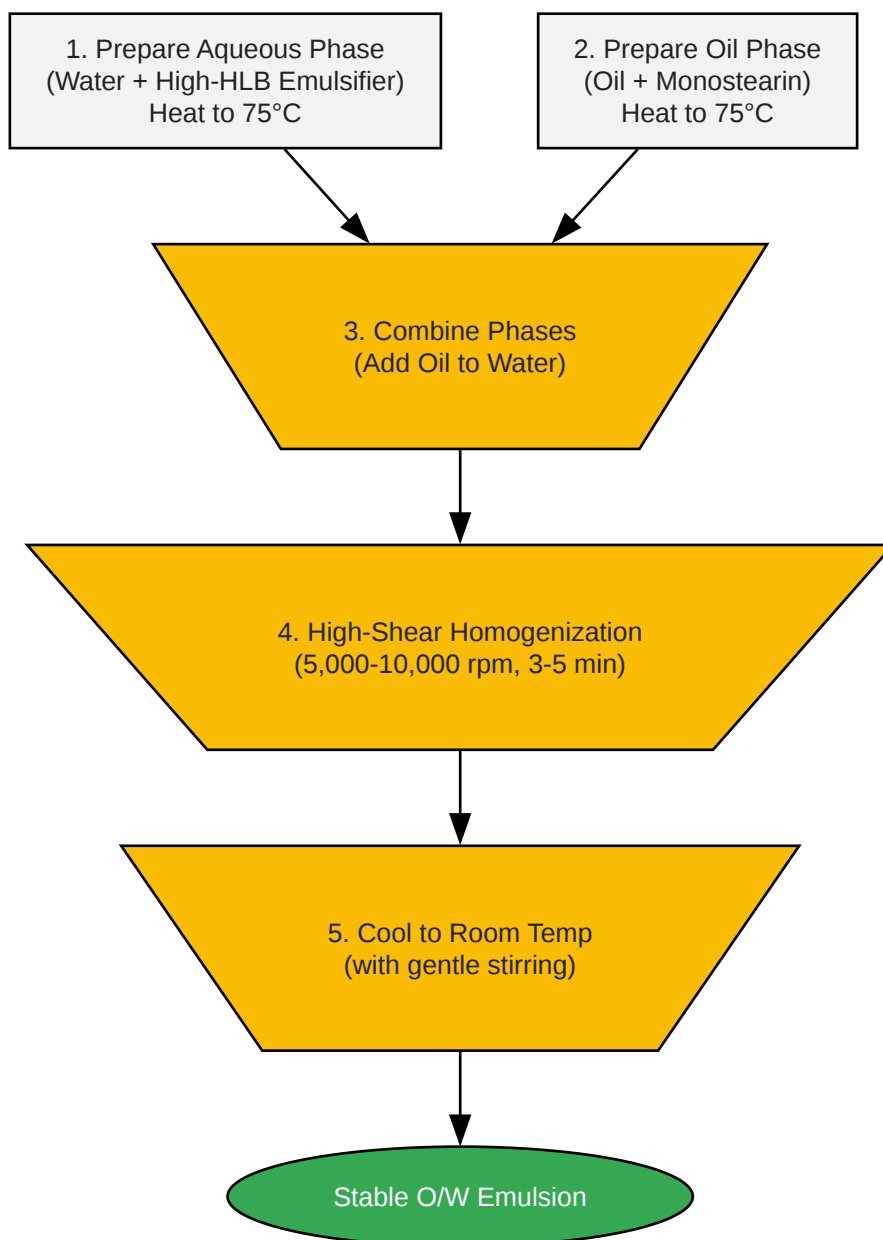 1. Prepare Aqueous Phase
(Water + High-HLB Emulsifier)
Heat to 75°C
2. Prepare Oil Phase
(Oil + Monostearin)
Heat to 75°C
3. Combine Phases
(Add Oil to Water)
4. High-Shear Homogenization
(5,000-10,000 rpm, 3-5 min)
5. Cool to Room Temp
(with gentle stirring)
Stable O/W Emulsion